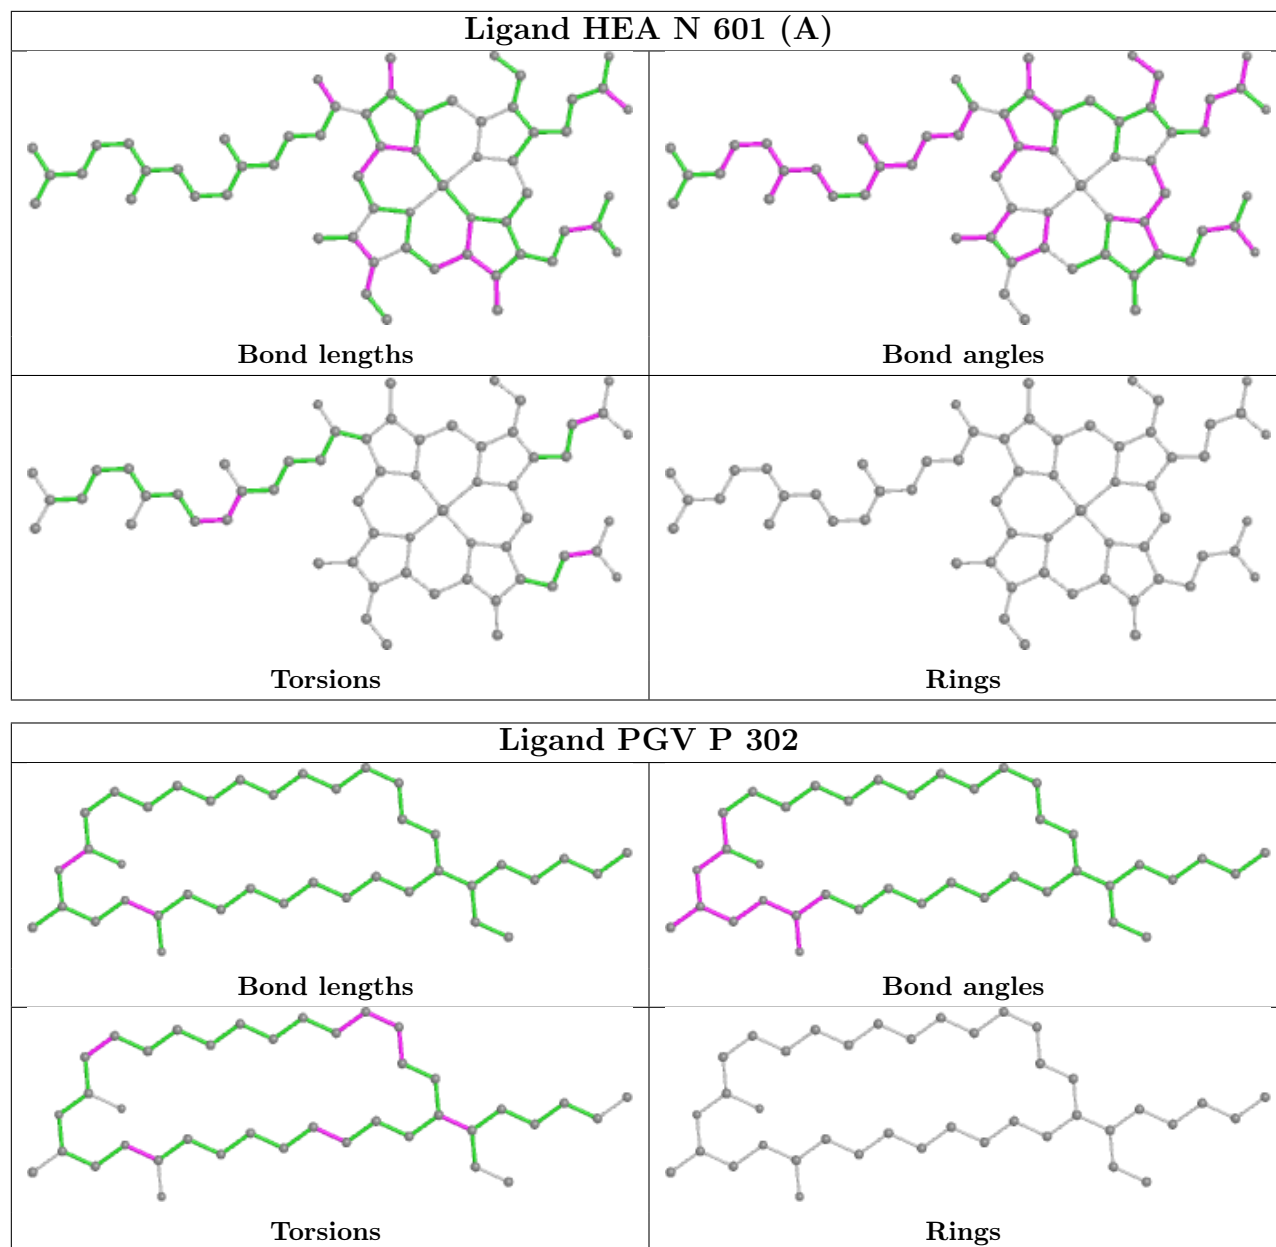 Ligand HEA N 601 (A)
Bond lengths
Bond angles
Torsions
Rings
Ligand PGV P 302
Bond lengths
Bond angles
Torsions
Rings